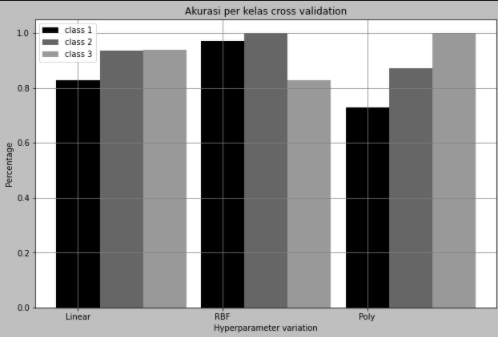 Akurasi per kelas cross validation
class 1
class 2
class 3
Percentage
1.0
0.8
0.6
0.4
0.2
0.0
Linear RBF Poly
Hyperparameter variation